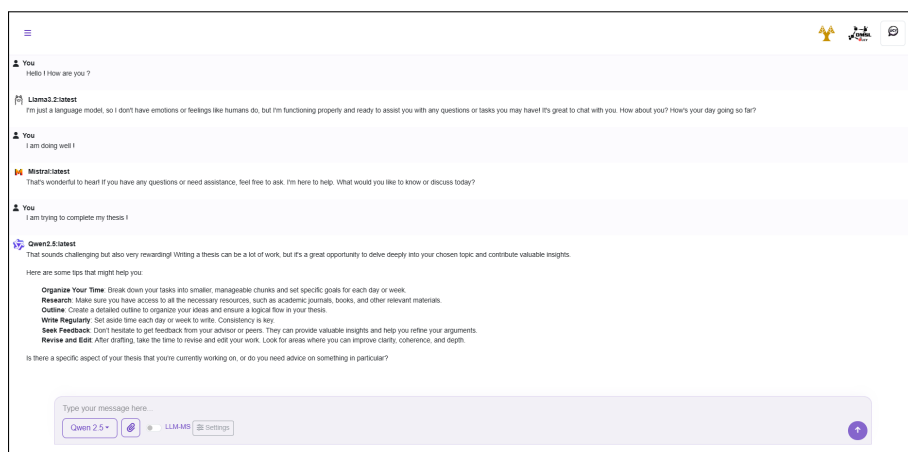 You
Hello ! How are you ?
Llama3.2:latest
I'm just a language model, so I don't have emotions or feelings like humans do, but I'm functioning properly and ready to assist you with any questions or tasks you may have! It's great to chat with you. How about you? How's your day going so far?
You
I am doing well !
Mistral:latest
That's wonderful to hear! If you have any questions or need assistance, feel free to ask. I'm here to help. What would you like to know or discuss today?
You
I am trying to complete my thesis !
Qwen2.5:latest
That sounds challenging but also very rewarding! Writing a thesis can be a lot of work, but it's a great opportunity to delve deeply into your chosen topic and contribute valuable insights.
Here are some tips that might help you:
Organize Your Time: Break down your tasks into smaller, manageable chunks and set specific goals for each day or week.
Research: Make sure you have access to all the necessary resources, such as academic journals, books, and other relevant materials.
Outline: Create a detailed outline to organize your ideas and ensure a logical flow in your thesis.
Write Regularly: Set aside time each day or week to write. Consistency is key.
Seek Feedback: Don't hesitate to get feedback from your advisor or peers. They can provide valuable insights and help you refine your arguments.
Revise and Edit: After drafting, take the time to revise and edit your work. Look for areas where you can improve clarity, coherence, and depth.
Is there a specific aspect of your thesis that you're currently working on, or do you need advice on something in particular?
Type your message here...
Qwen 2.5
LLM-MS
Settings